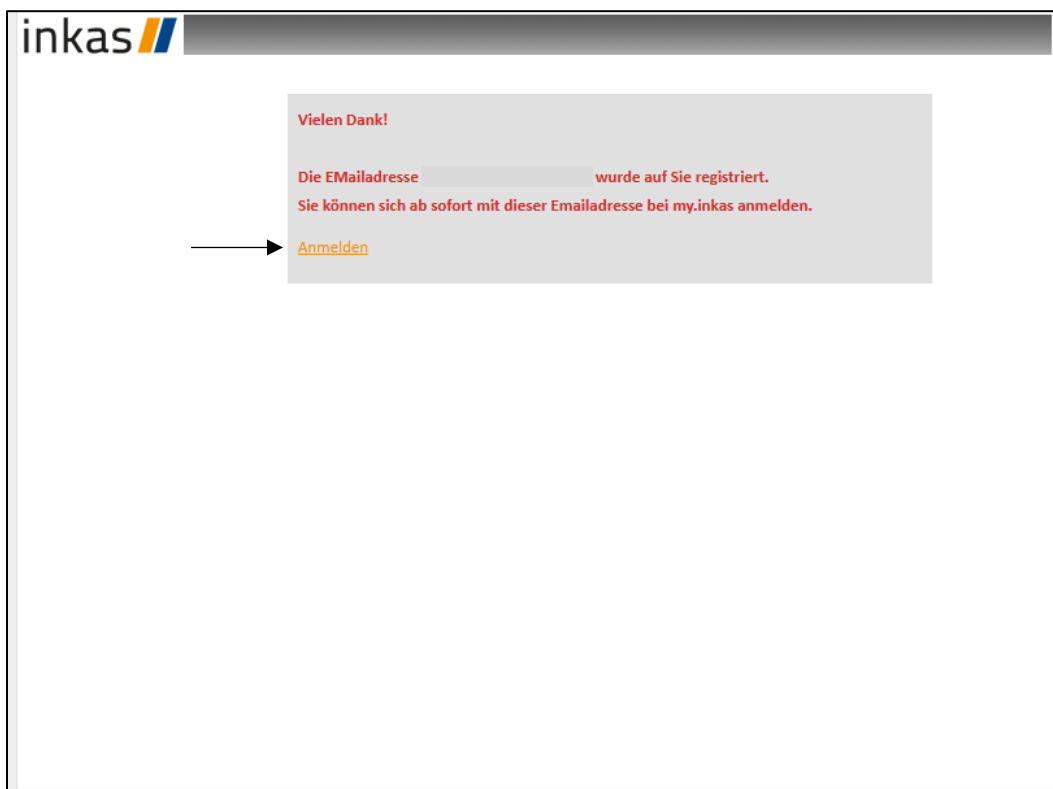 inkas
Vielen Dank!
Die EMailadresse wurde auf Sie registriert.
Sie können sich ab sofort mit dieser Emailadresse bei my.inkas anmelden.
Anmelden